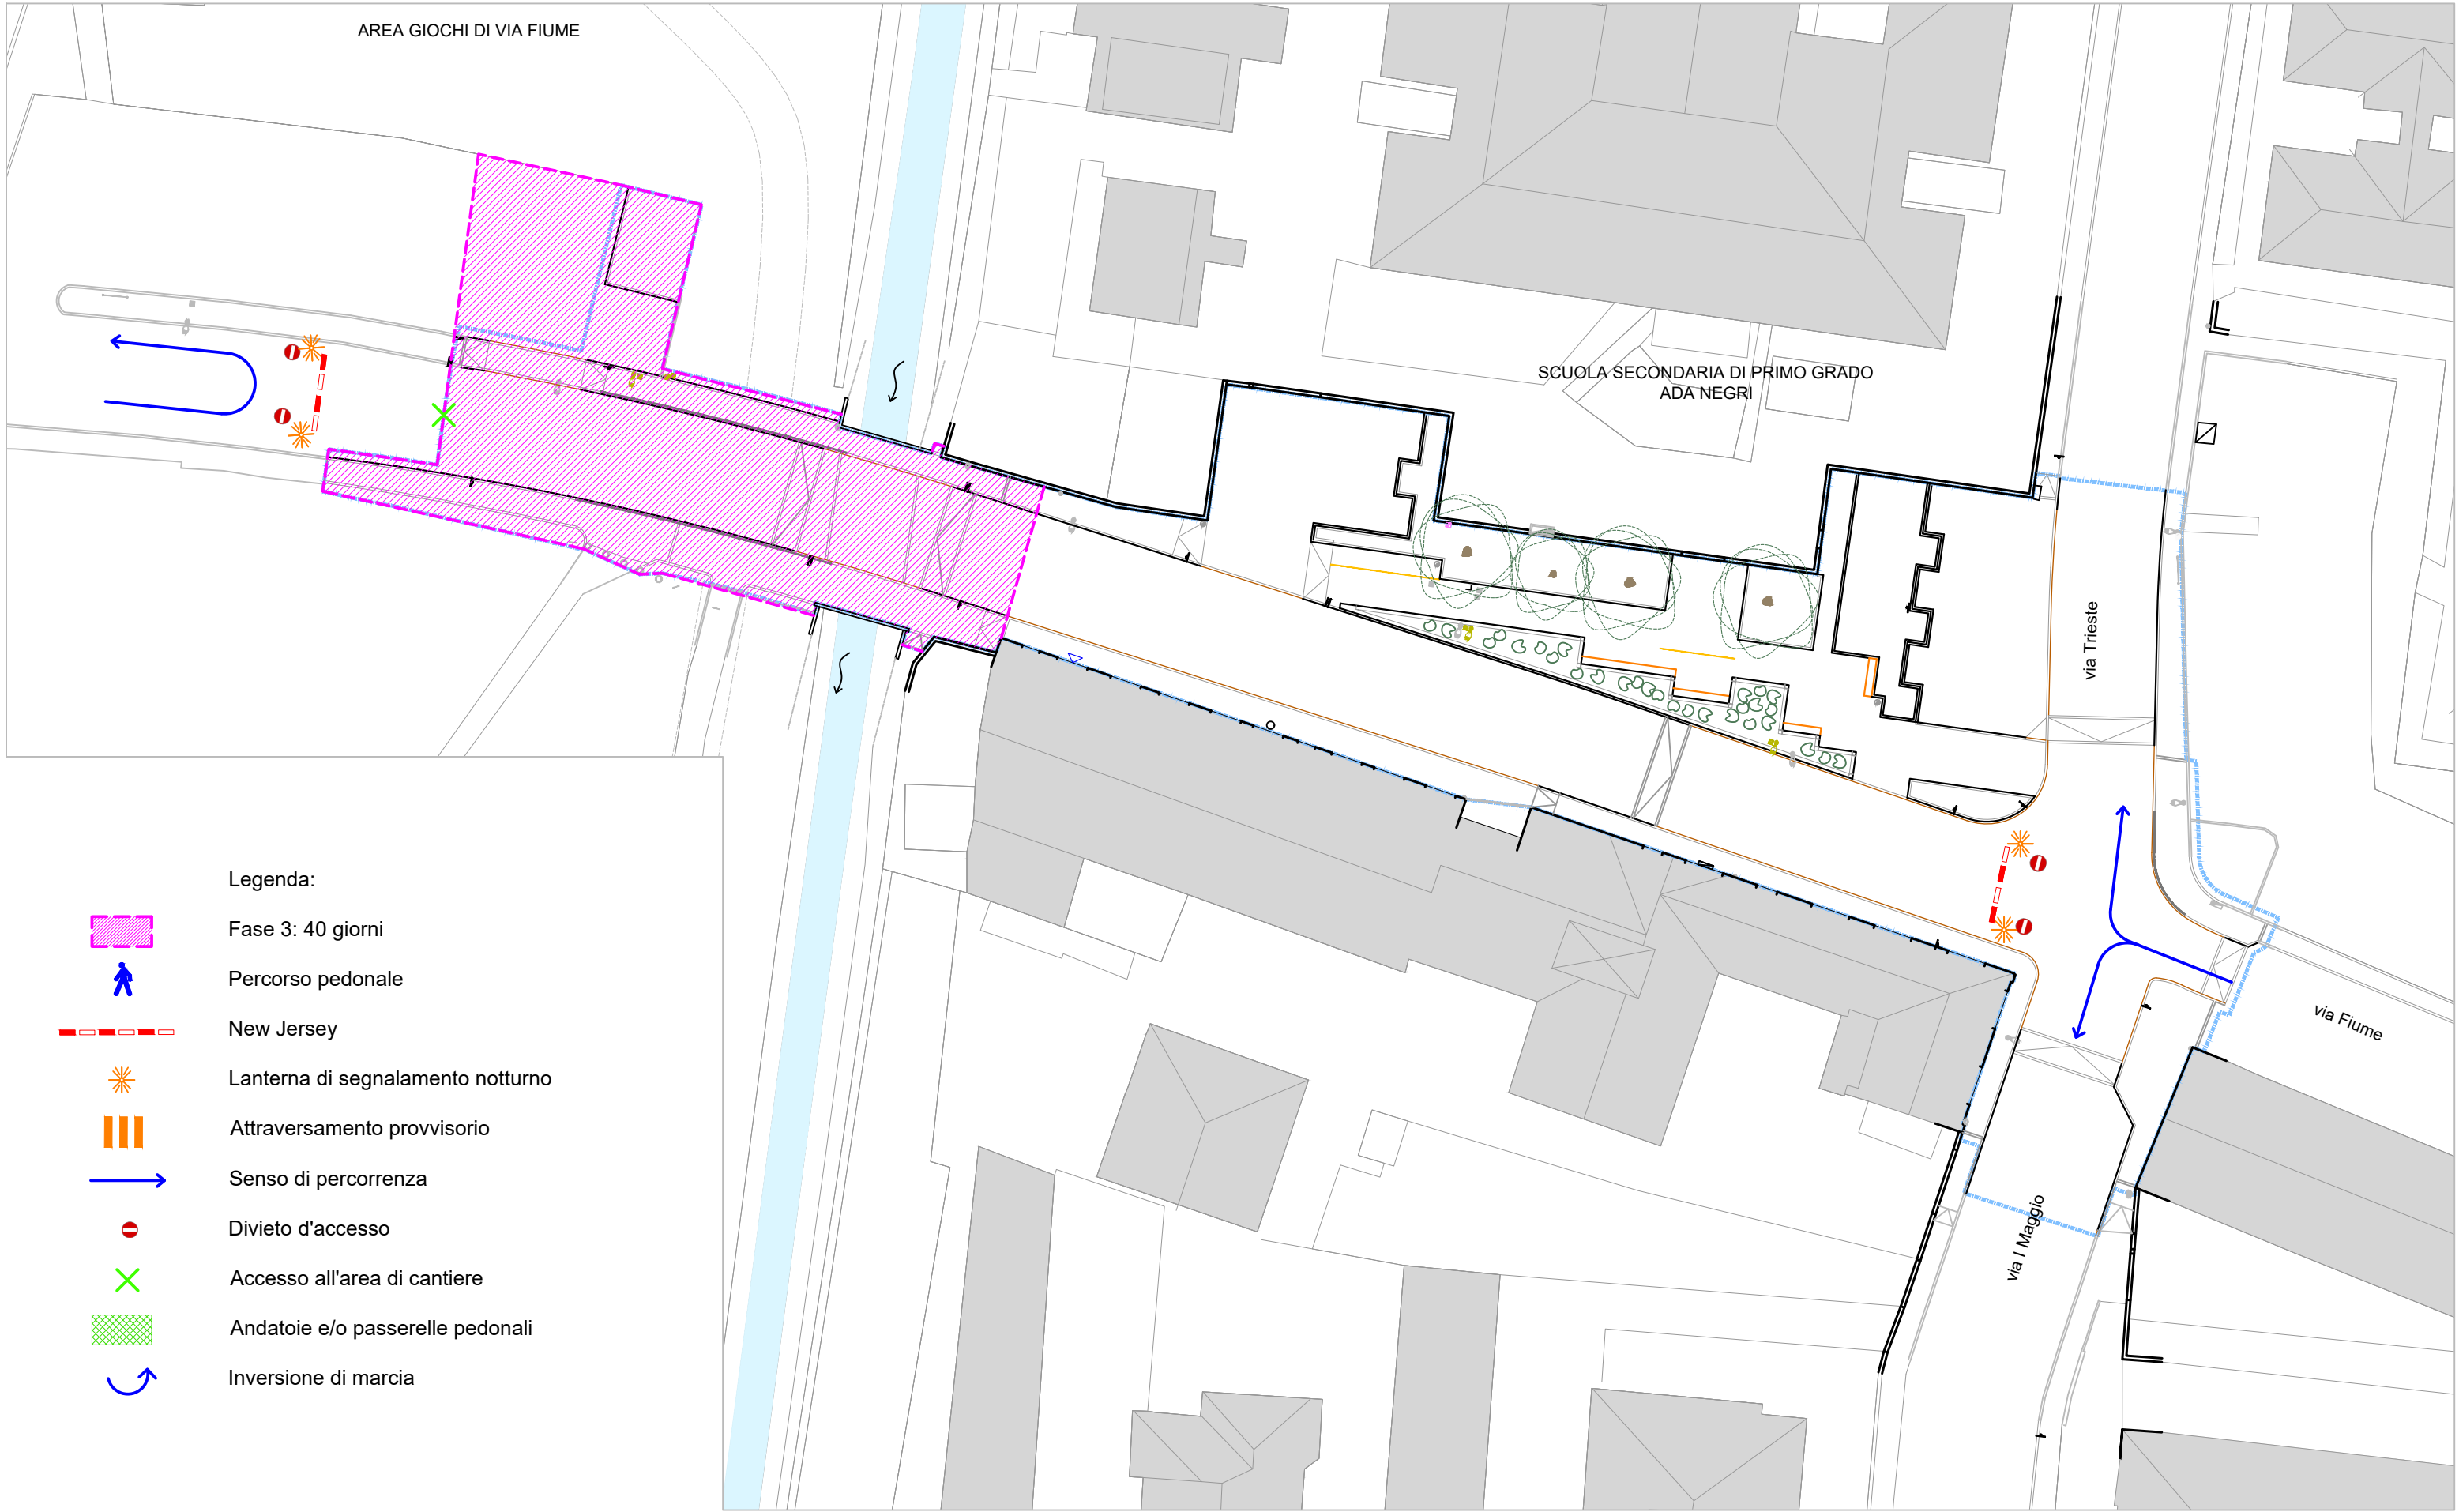 AREA GIOCHI DI VIA FIUME
SCUOLA SECONDARIA DI PRIMO GRADO
ADA NEGRI
via Trieste
via Fiume
via I Maggio
Legenda:
Fase 3: 40 giorni
Percorso pedonale
New Jersey
Lanterna di segnalamento notturno
Attraversamento provvisorio
Senso di percorrenza
Divieto d'accesso
Accesso all'area di cantiere
Andatoie e/o passerelle pedonali
Inversione di marcia